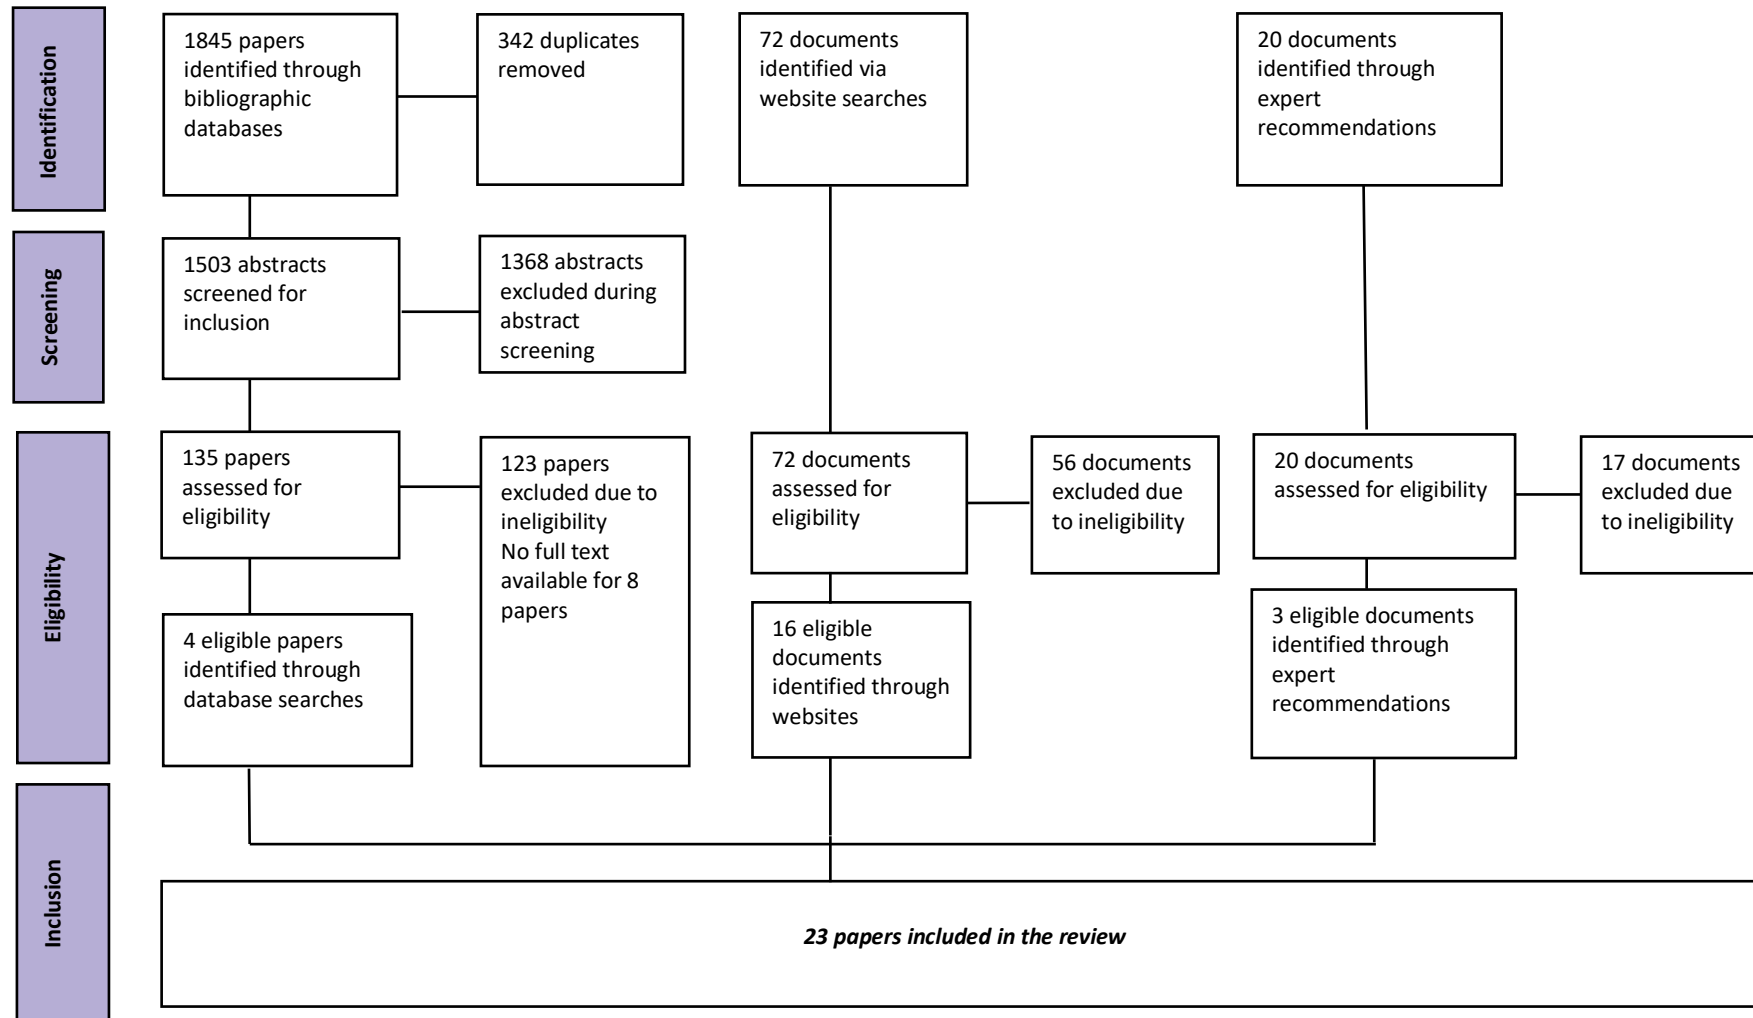 Identification
1845 papers
identified through
bibliographic
databases
342 duplicates
removed
72 documents
identified via
website searches
20 documents
identified through
expert
recommendations
Screening
1503 abstracts
screened for
inclusion
1368 abstracts
excluded during
abstract
screening
Eligibility
135 papers
assessed for
eligibility
123 papers
excluded due to
ineligibility
No full text
available for 8
papers
72 documents
assessed for
eligibility
56 documents
excluded due
to ineligibility
20 documents
assessed for eligibility
17 documents
excluded due
to ineligibility
4 eligible papers
identified through
database searches
16 eligible
documents
identified through
websites
3 eligible documents
identified through
expert
recommendations
Inclusion
23 papers included in the review